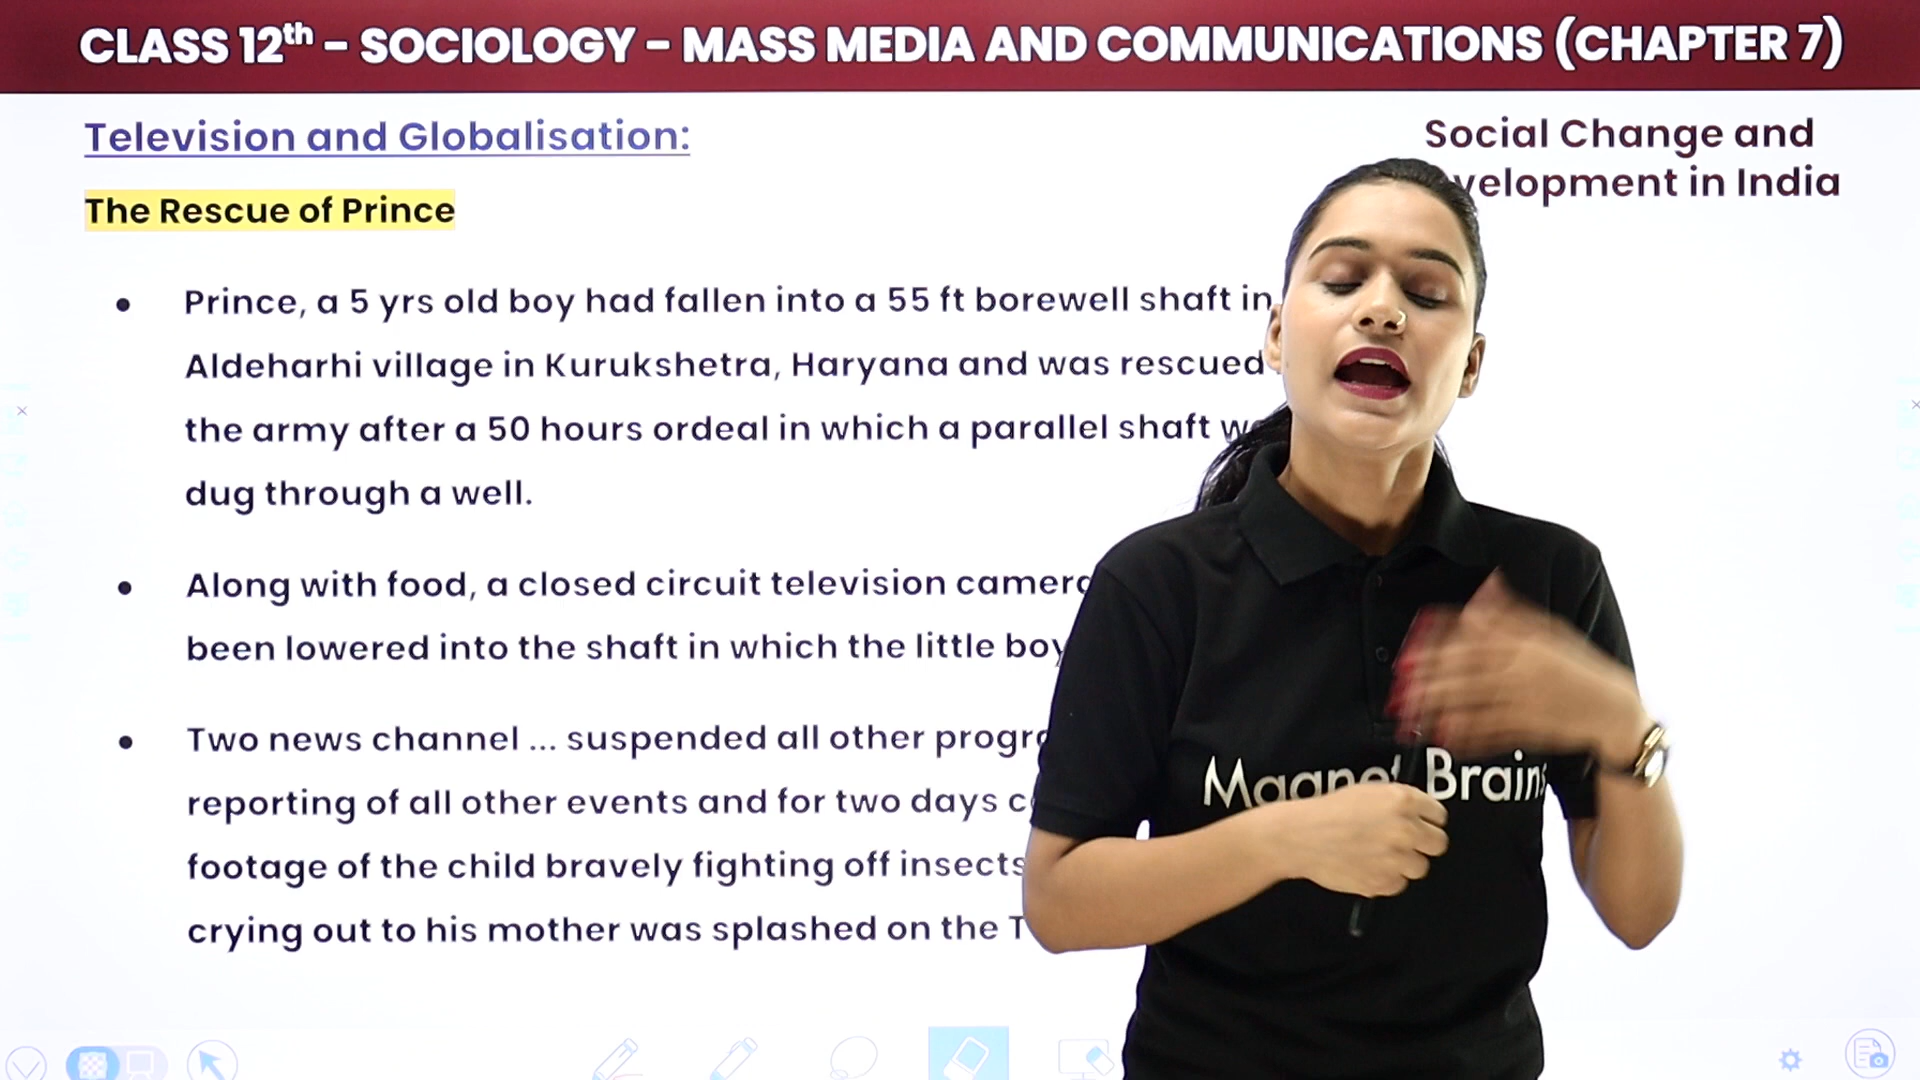 CLASS 12th – SOCIOLOGY – MASS MEDIA AND COMMUNICATIONS (CHAPTER 7)
Television and Globalisation:
Social Change and
velopment in India
The Rescue of Prince
• Prince, a 5 yrs old boy had fallen into a 55 ft borewell shaft in
Aldeharhi village in Kurukshetra, Haryana and was rescued
the army after a 50 hours ordeal in which a parallel shaft
dug through a well.
• Along with food, a closed circuit television camera
been lowered into the shaft in which the little boy
• Two news channel ... suspended all other
reporting of all other events and for two days
footage of the child bravely fighting off insects
crying out to his mother was splashed on the
Magnet Brains